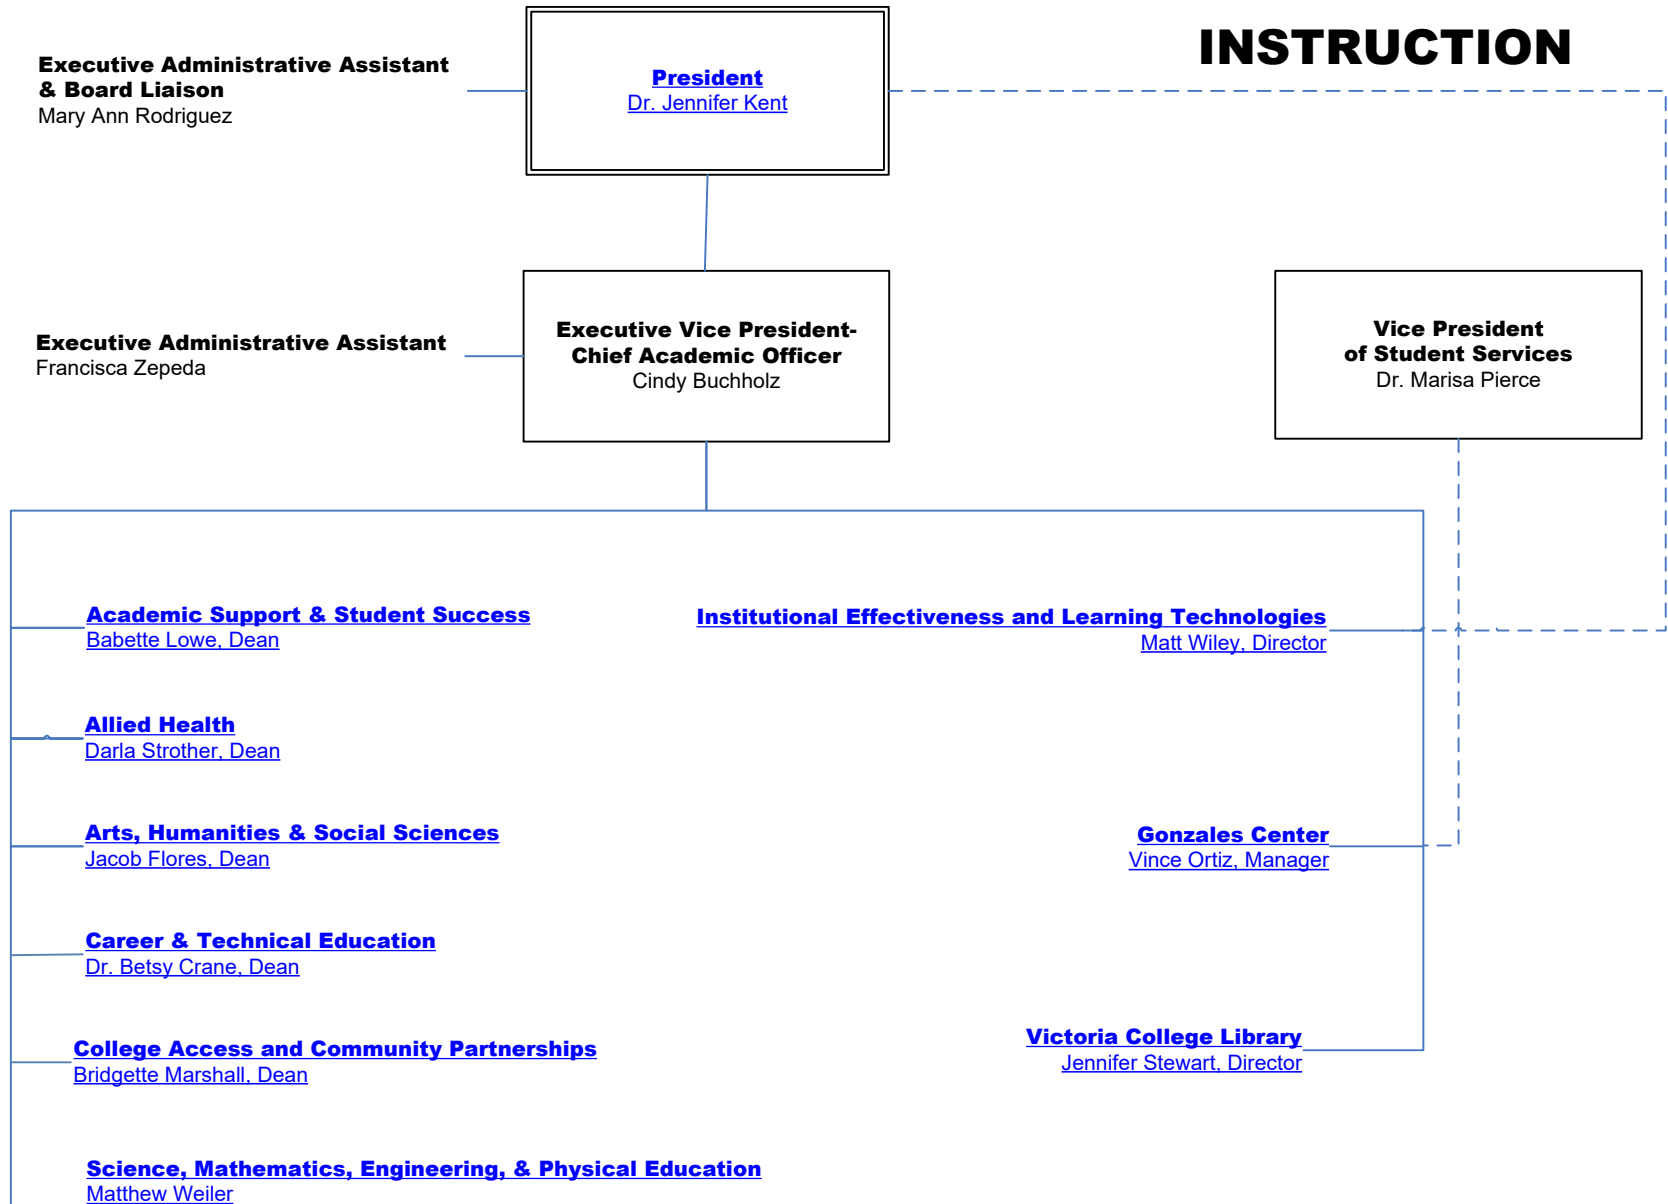 INSTRUCTION
Executive Administrative Assistant
& Board Liaison
Mary Ann Rodriguez
President
Dr. Jennifer Kent
Executive Administrative Assistant
Francisca Zepeda
Executive Vice President-
Chief Academic Officer
Cindy Buchholz
Vice President
of Student Services
Dr. Marisa Pierce
Academic Support & Student Success
Babette Lowe, Dean
Allied Health
Darla Strother, Dean
Arts, Humanities & Social Sciences
Jacob Flores, Dean
Career & Technical Education
Dr. Betsy Crane, Dean
College Access and Community Partnerships
Bridgette Marshall, Dean
Science, Mathematics, Engineering, & Physical Education
Matthew Weiler
Institutional Effectiveness and Learning Technologies
Matt Wiley, Director
Gonzales Center
Vince Ortiz, Manager
Victoria College Library
Jennifer Stewart, Director